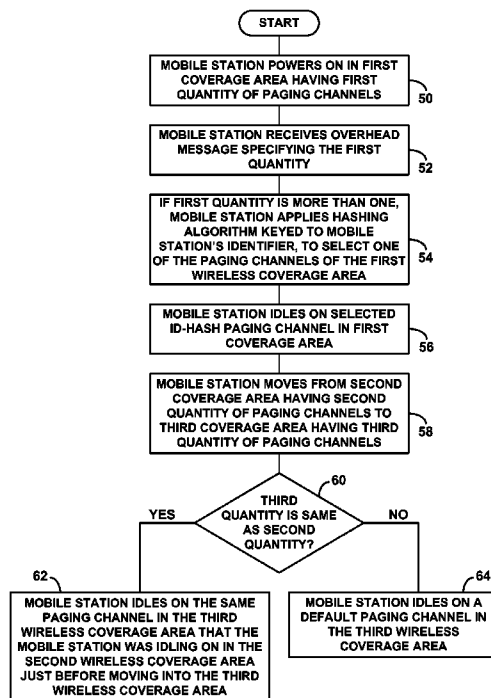 START
MOBILE STATION POWERS ON IN FIRST
COVERAGE AREA HAVING FIRST
QUANTITY OF PAGING CHANNELS
50
MOBILE STATION RECEIVES OVERHEAD
MESSAGE SPECIFYING THE FIRST
QUANTITY
52
IF FIRST QUANTITY IS MORE THAN ONE,
MOBILE STATION APPLIES HASHING
ALGORITHM KEYED TO MOBILE
STATION'S IDENTIFIER, TO SELECT ONE
OF THE PAGING CHANNELS OF THE FIRST
WIRELESS COVERAGE AREA
54
MOBILE STATION IDLES ON SELECTED
ID-HASH PAGING CHANNEL IN FIRST
COVERAGE AREA
56
MOBILE STATION MOVES FROM SECOND
COVERAGE AREA HAVING SECOND
QUANTITY OF PAGING CHANNELS TO
THIRD COVERAGE AREA HAVING THIRD
QUANTITY OF PAGING CHANNELS
58
60
THIRD
QUANTITY IS SAME
AS SECOND
QUANTITY?
YES
NO
62
MOBILE STATION IDLES ON THE SAME
PAGING CHANNEL IN THE THIRD
WIRELESS COVERAGE AREA THAT THE
MOBILE STATION WAS IDLING ON IN THE
SECOND WIRELESS COVERAGE AREA
JUST BEFORE MOVING INTO THE THIRD
WIRELESS COVERAGE AREA
64
MOBILE STATION IDLES ON A
DEFAULT PAGING CHANNEL IN
THE THIRD WIRELESS
COVERAGE AREA